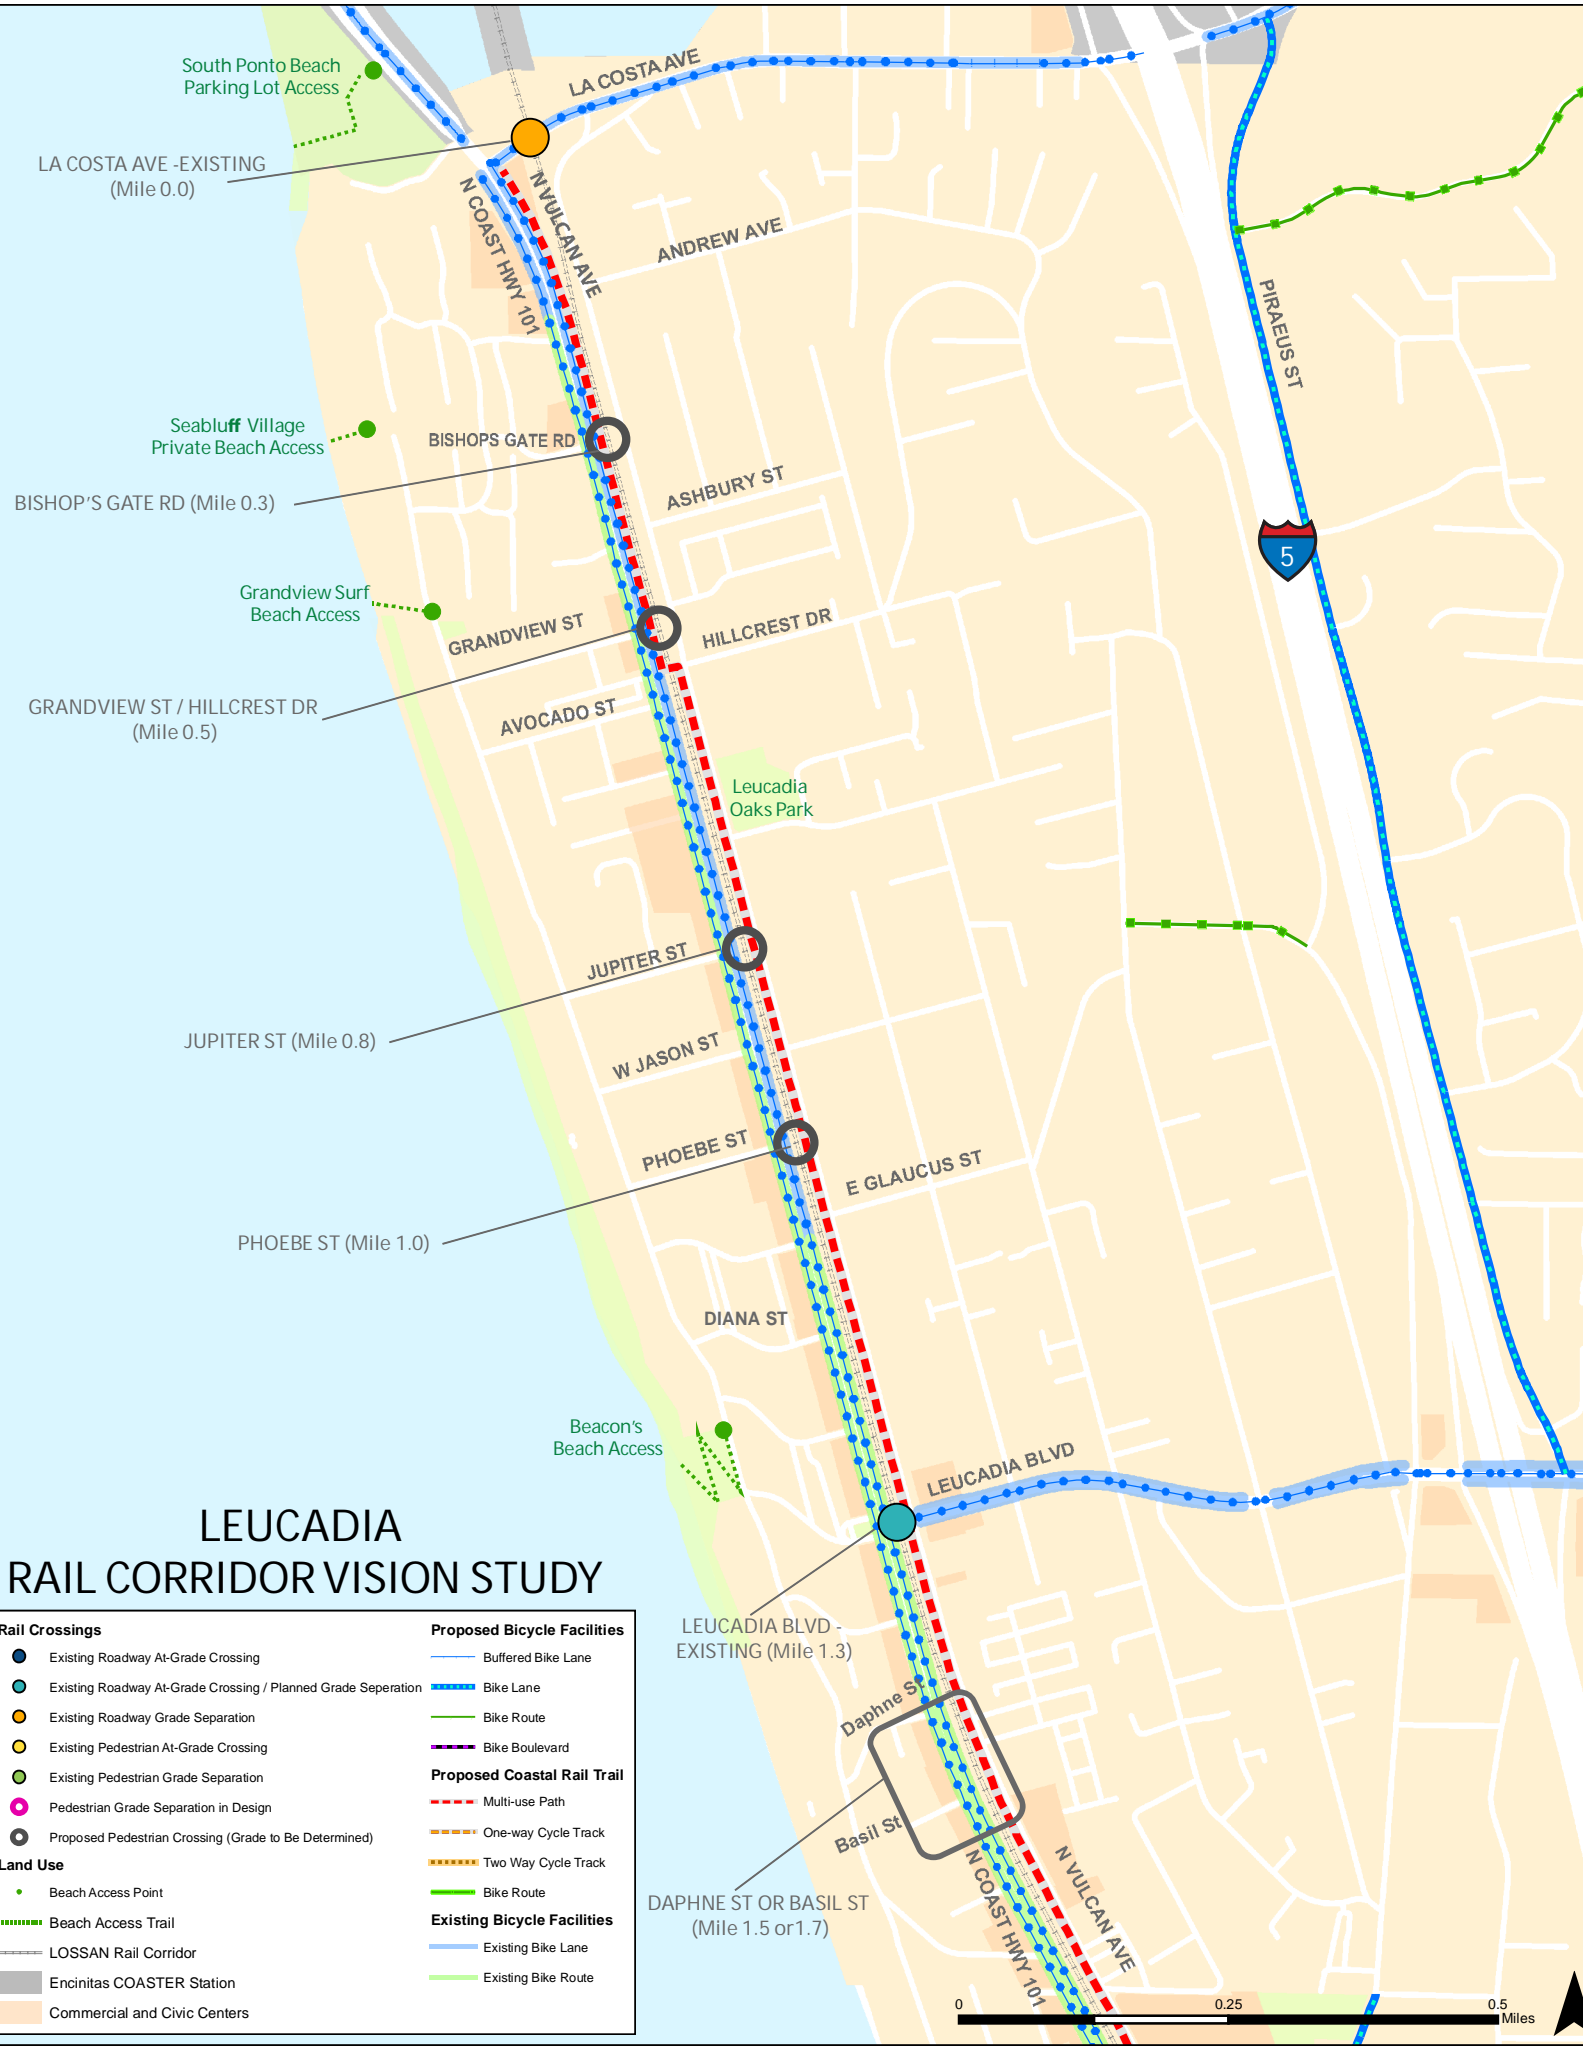 South Ponto Beach
Parking Lot Access
LA COSTA AVE -EXISTING
(Mile 0.0)
LA COSTA AVE
N VULCAN AVE
N COAST HWY 101
ANDREW AVE
PIRAEUS ST
Seabluff Village
Private Beach Access
BISHOPS GATE RD
BISHOP'S GATE RD (Mile 0.3)
ASHBURY ST
5
Grandview Surf
Beach Access
GRANDVIEW ST
HILLCREST DR
GRANDVIEW ST / HILLCREST DR
(Mile 0.5)
AVOCADO ST
Leucadia
Oaks Park
JUPITER ST
JUPITER ST (Mile 0.8)
W JASON ST
PHOEBE ST
E GLAUCUS ST
PHOEBE ST (Mile 1.0)
DIANA ST
Beacon's
Beach Access
LEUCADIA BLVD
LEUCADIA BLVD -
EXISTING (Mile 1.3)
Daphne St
Basil St
DAPHNE ST OR BASIL ST
(Mile 1.5 or1.7)
N COAST HWY 101
N VULCAN AVE
LEUCADIA
RAIL CORRIDOR VISION STUDY
Rail Crossings
Existing Roadway At-Grade Crossing
Existing Roadway At-Grade Crossing / Planned Grade Seperation
Existing Roadway Grade Separation
Existing Pedestrian At-Grade Crossing
Existing Pedestrian Grade Separation
Pedestrian Grade Separation in Design
Proposed Pedestrian Crossing (Grade to Be Determined)
Land Use
Beach Access Point
Beach Access Trail
LOSSAN Rail Corridor
Encinitas COASTER Station
Commercial and Civic Centers
Proposed Bicycle Facilities
Buffered Bike Lane
Bike Lane
Bike Route
Bike Boulevard
Proposed Coastal Rail Trail
Multi-use Path
One-way Cycle Track
Two Way Cycle Track
Bike Route
Existing Bicycle Facilities
Existing Bike Lane
Existing Bike Route
0 0.25 0.5
Miles